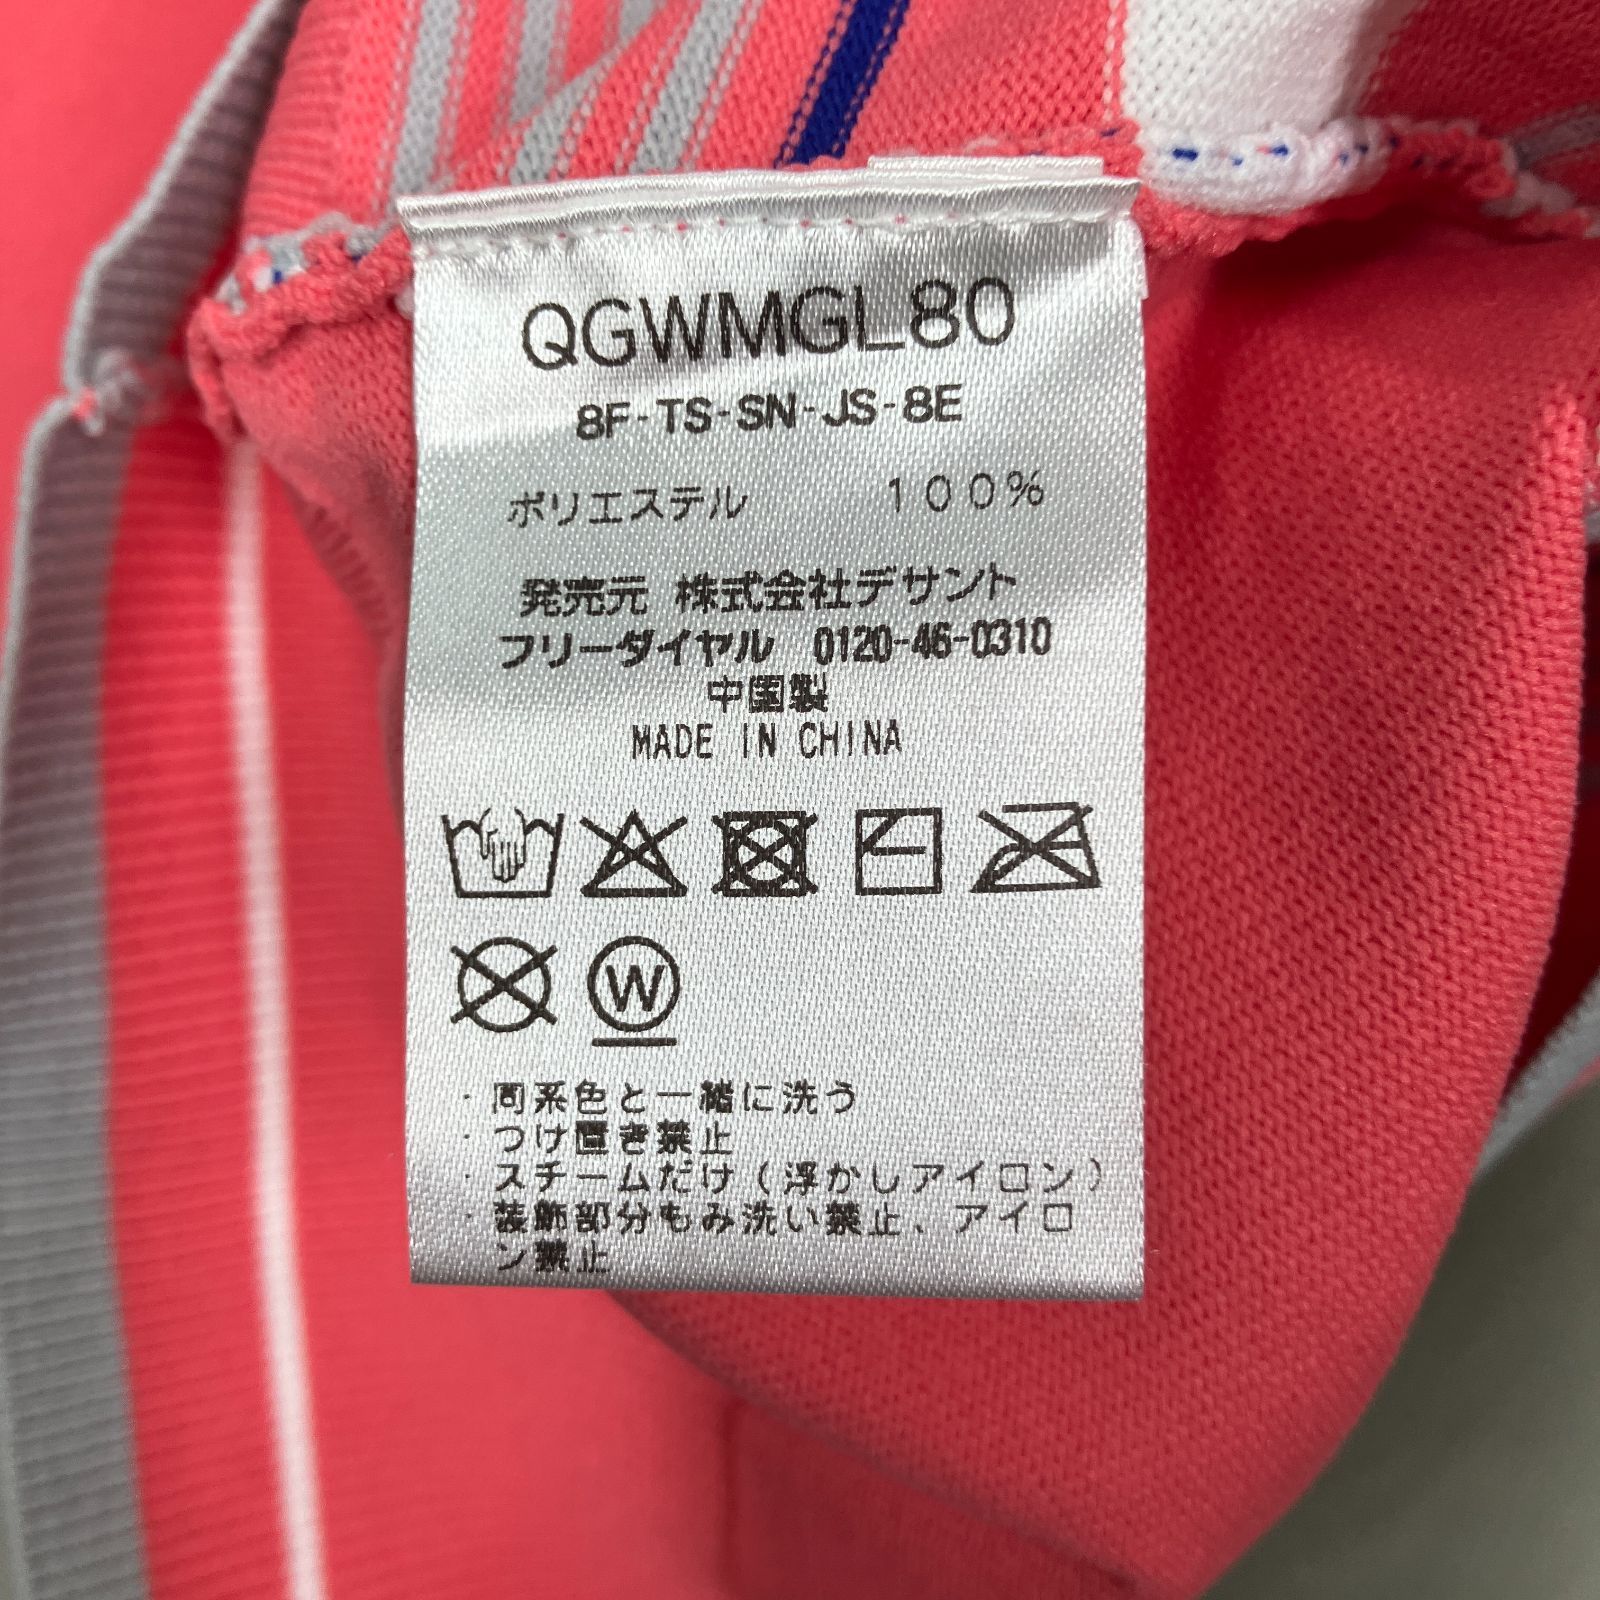 QGWMGL80
8F-TS-SN-JS-8E
ポリエステル 100%
発売元 株式会社デサント
フリーダイヤル 0120-46-0310
中国製
MADE IN CHINA
W
・同系色と一緒に洗う
・つけ置き禁止
・スチームだけ(浮かしアイロン)
・装飾部分もみ洗い禁止、アイロ
ン禁止